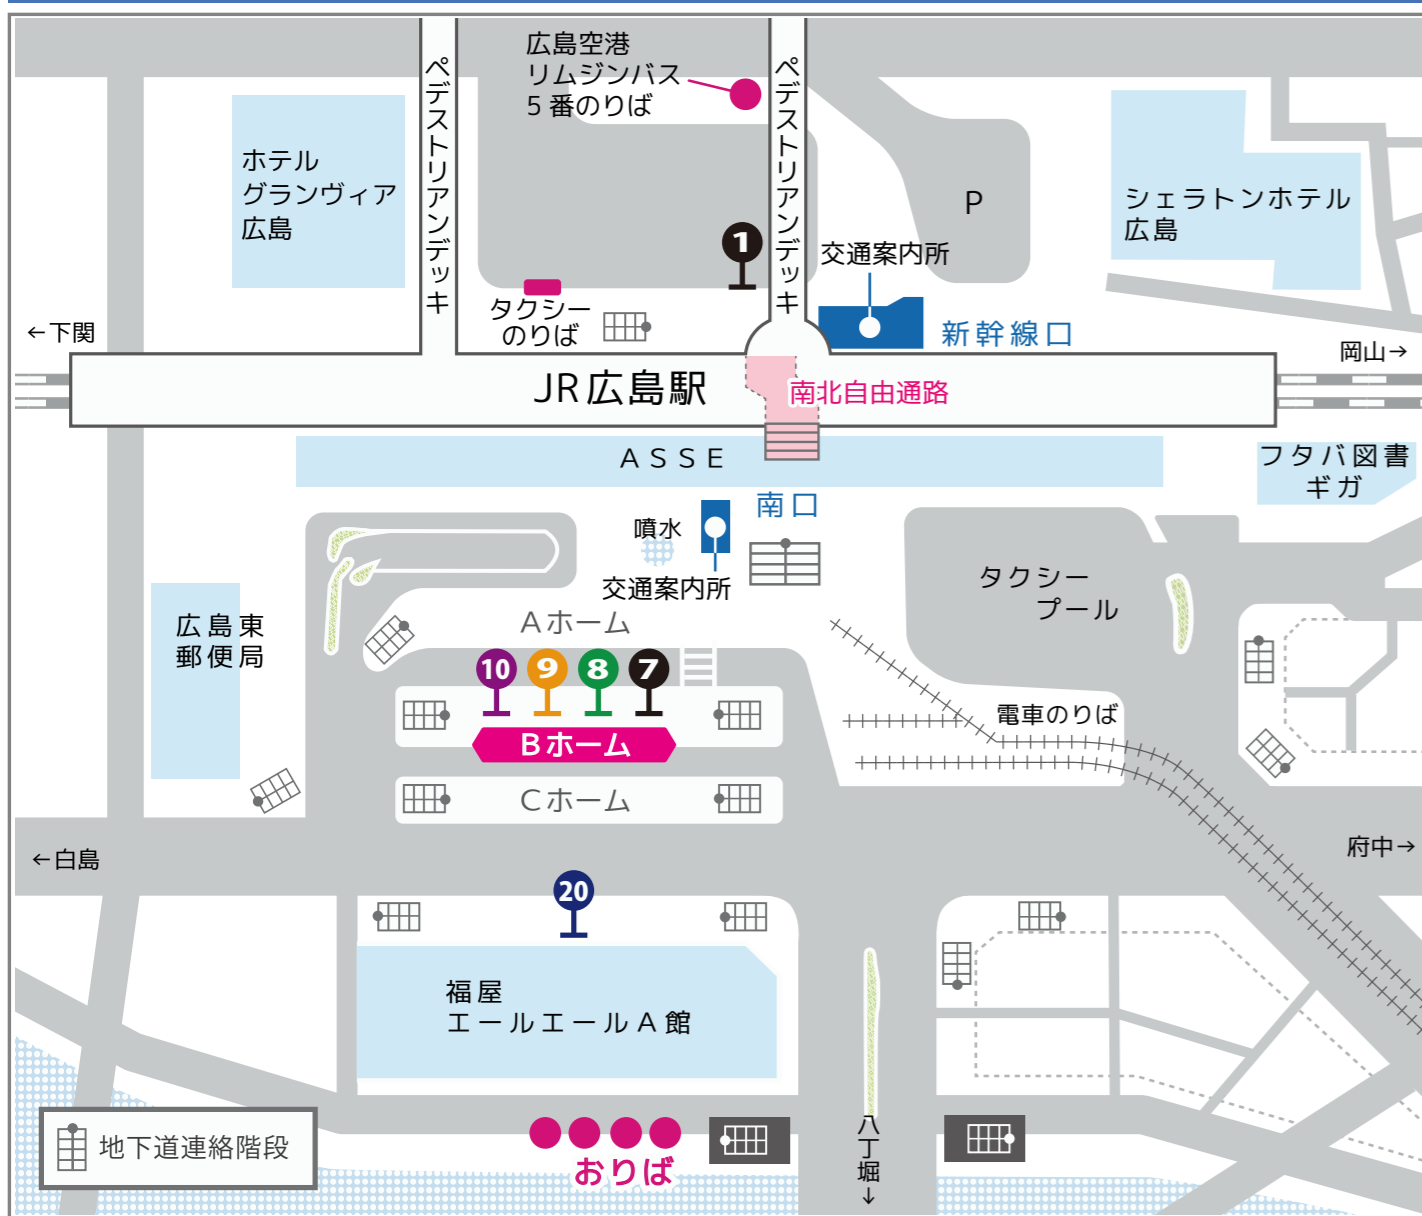 広島空港
リムジンバス
5 番のりば
ペデストリアンデッキ
ペデストリアンデッキ
ホテル
グランヴィア
広島
P
シェラトンホテル
広島
1
交通案内所
タクシー
のりば
新幹線口
←下関
岡山→
JR広島駅
南北自由通路
ASSE
フタバ図書
ギガ
南口
噴水
交通案内所
タクシー
プール
広島東
郵便局
Aホーム
10
9
8
7
電車のりば
Bホーム
Cホーム
←白島
府中→
20
福屋
エールエールA館
八丁堀→
おりば
地下道連絡階段